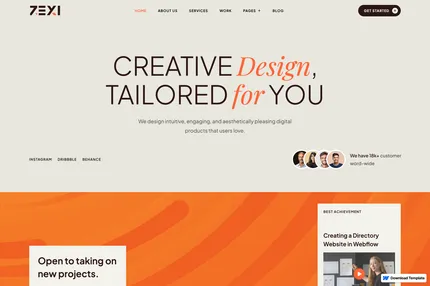 ZEXI
HOME ABOUT US SERVICES WORK PAGES + BLOG
GET STARTED
CREATIVE Design,
TAILORED for YOU
We design intuitive, engaging, and aesthetically pleasing digital
products that users love.
INSTAGRAM DRIBBBLE BEHANCE
We have 18k+ customer
word-wide
BEST ACHIEVEMENT
Creating a Directory
Website in Webflow
Open to taking on
new projects.
Download Template